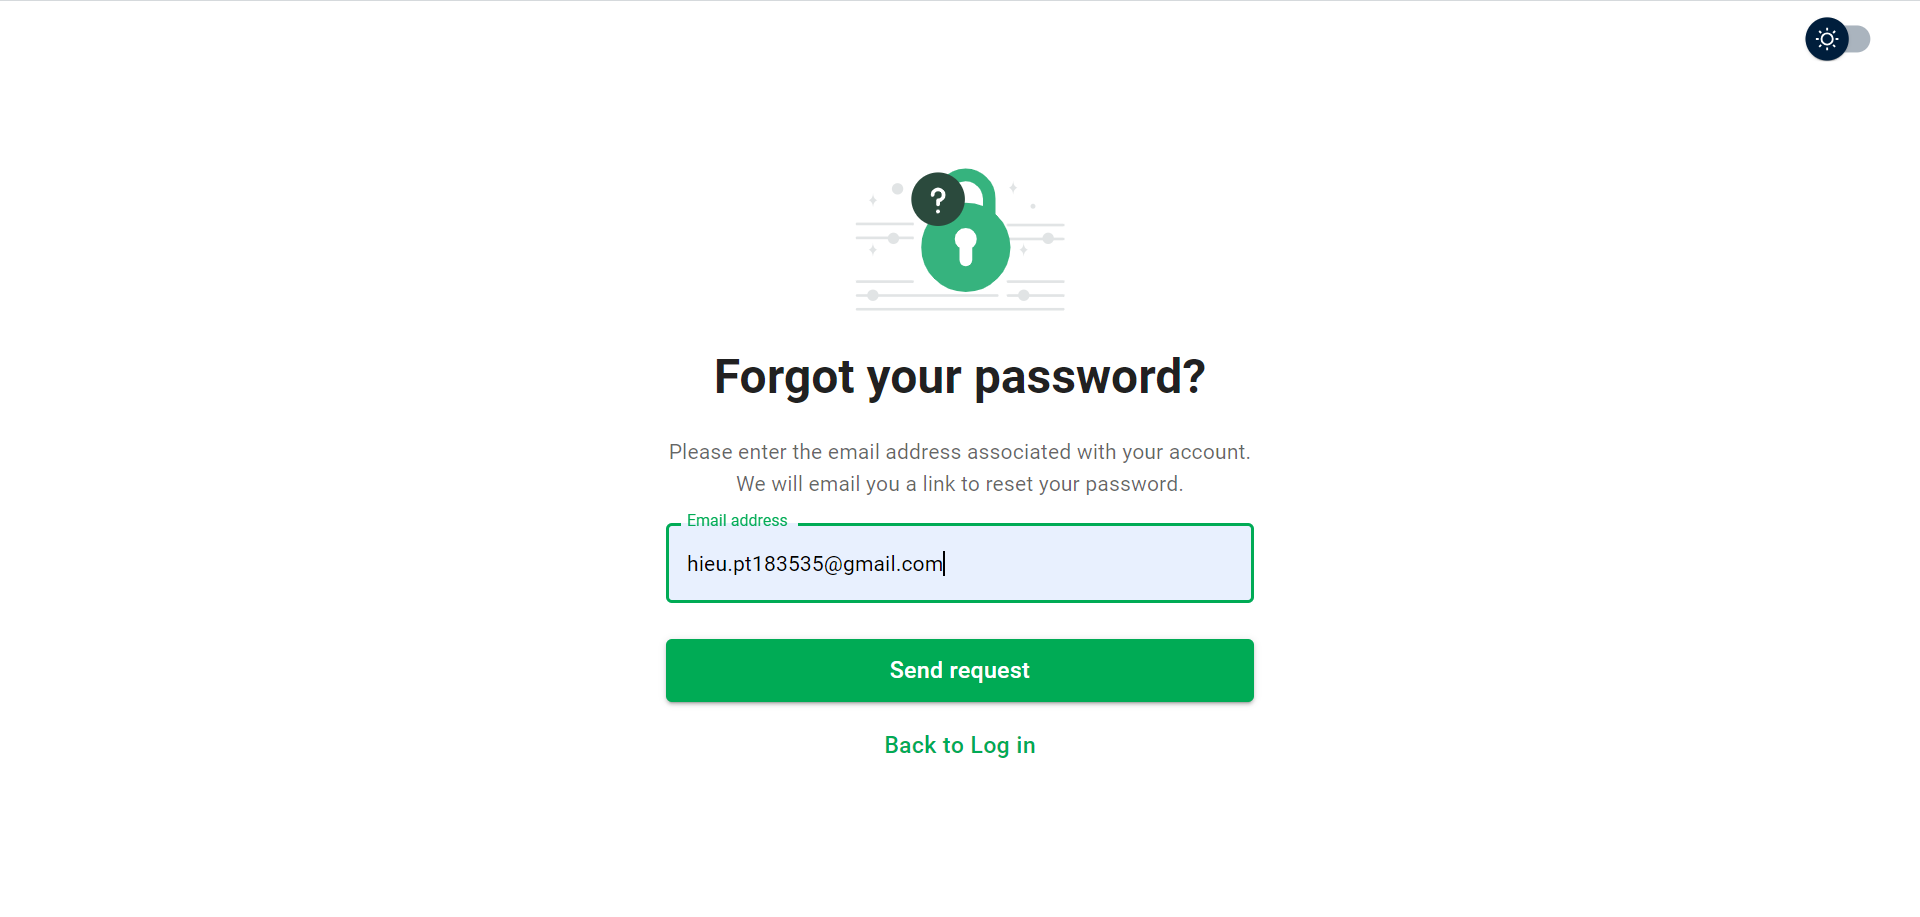 ?
Forgot your password?
Please enter the email address associated with your account.
We will email you a link to reset your password.
Email address
hieu.pt183535@gmail.com
Send request
Back to Log in